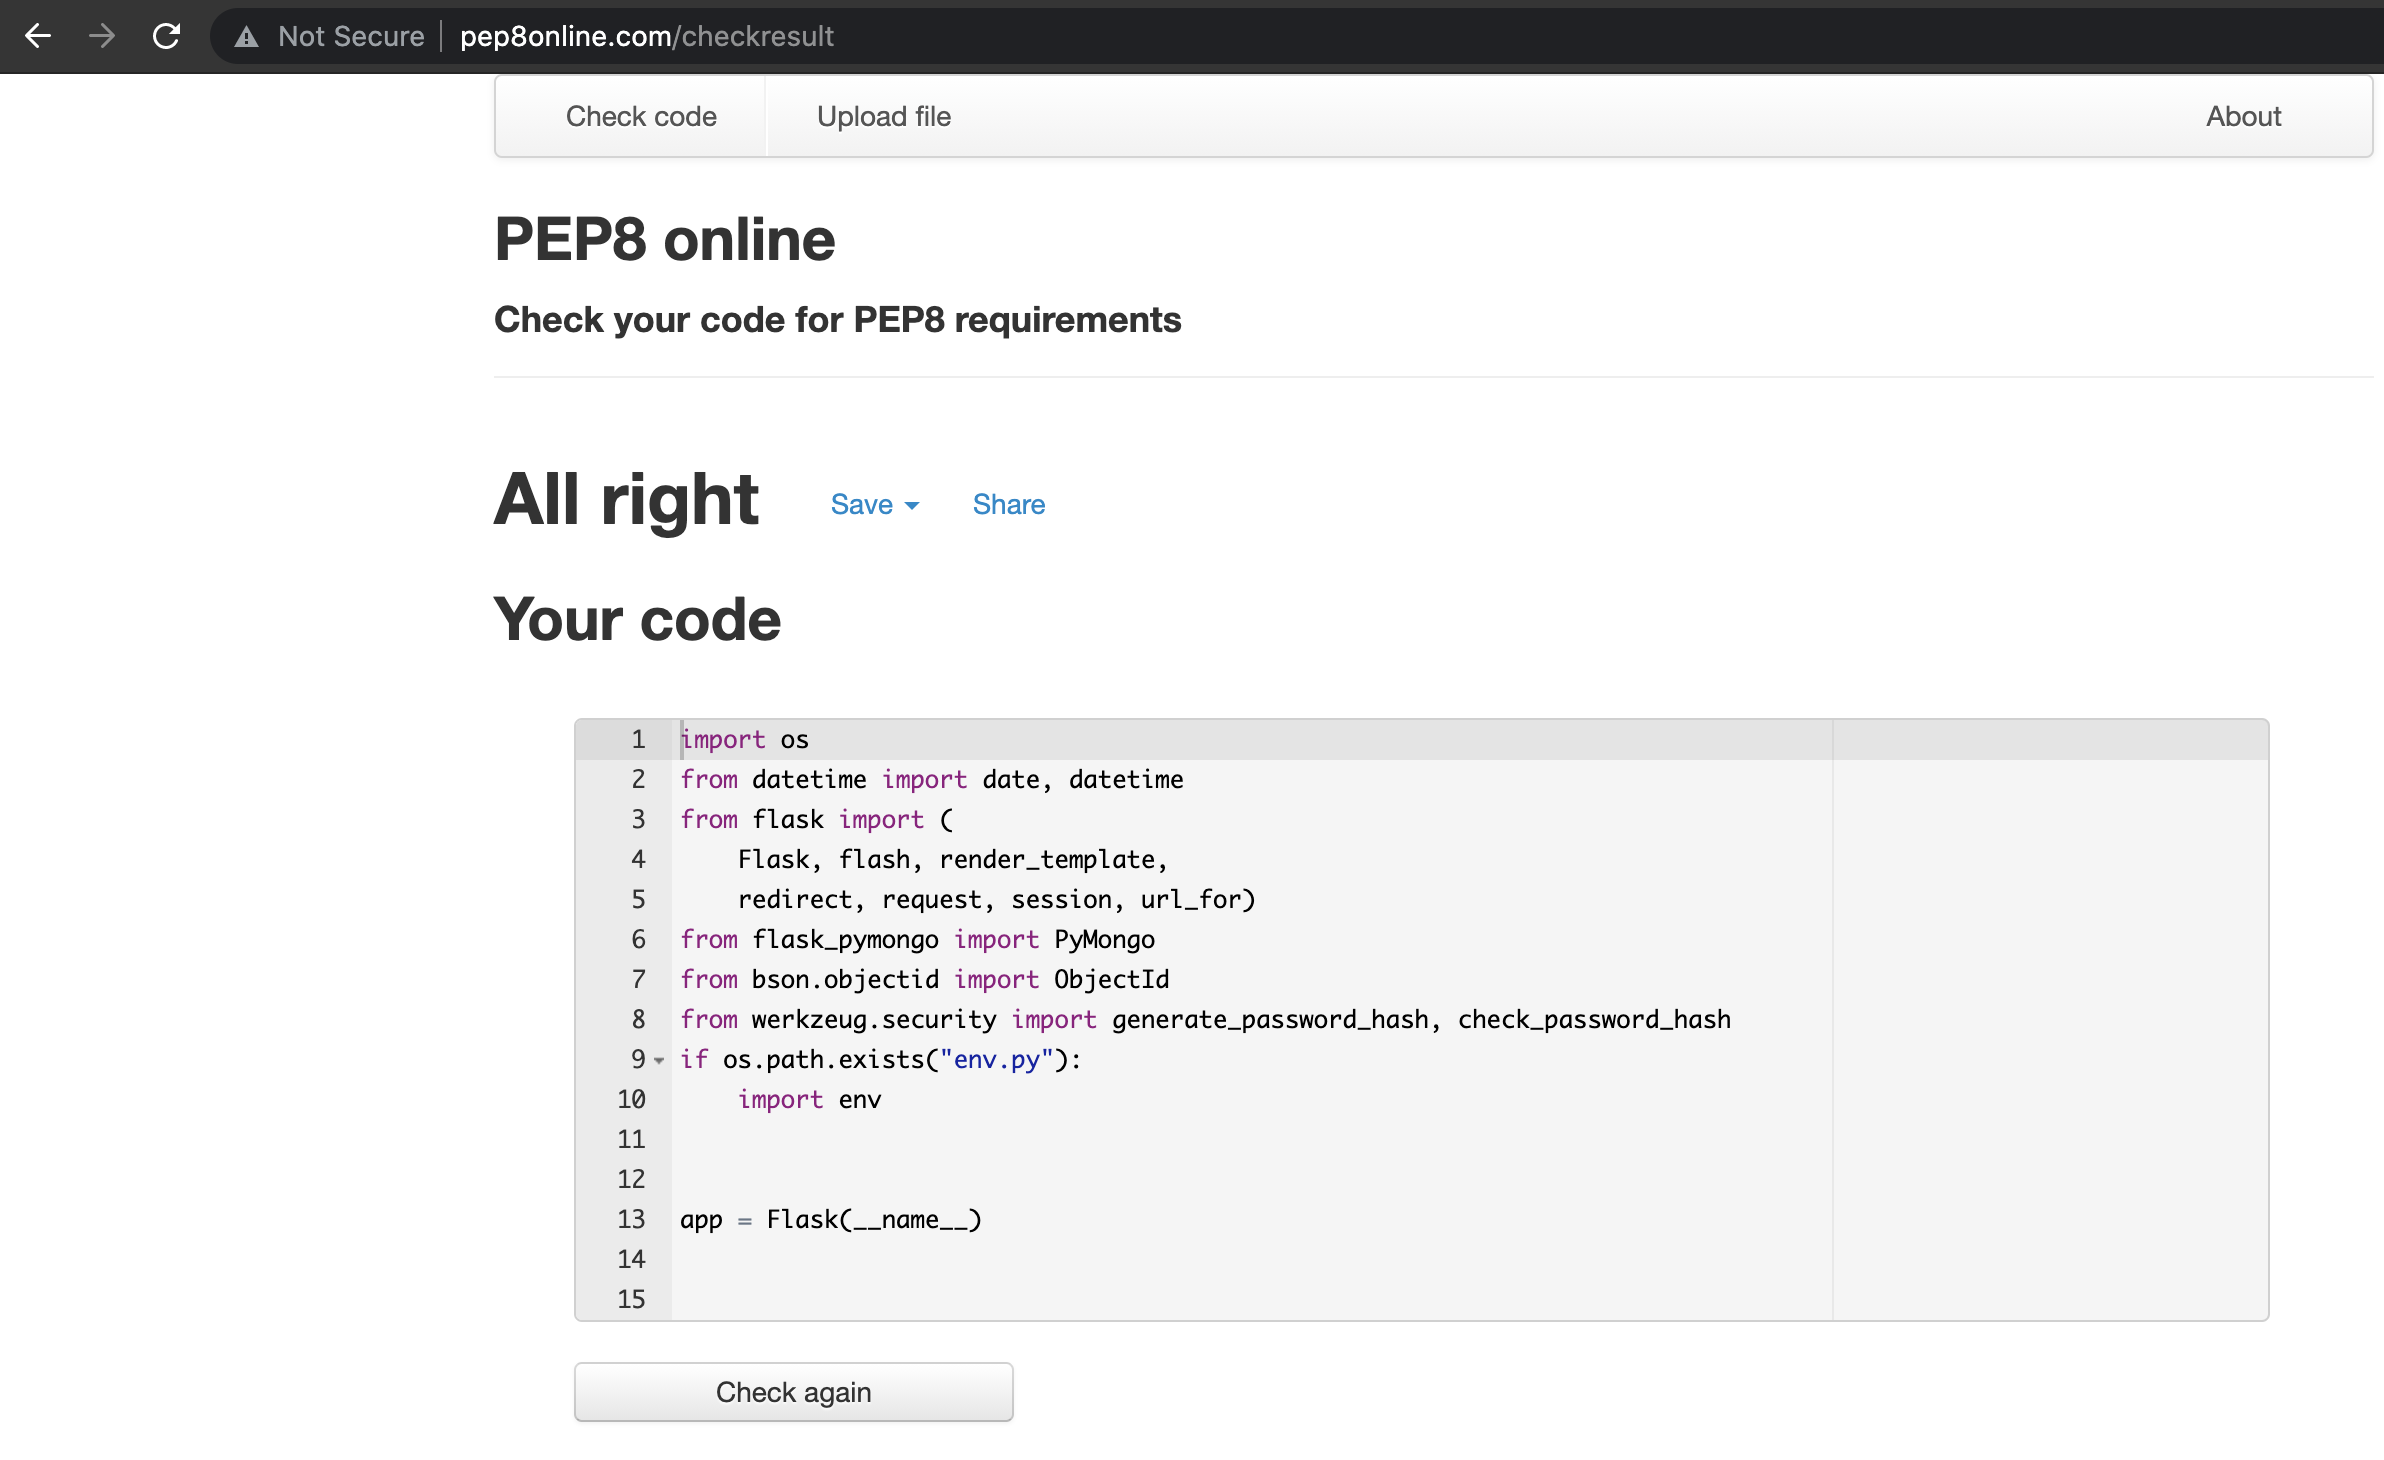 Not Secure | pep8online.com/checkresult
Check code Upload file About
PEP8 online
Check your code for PEP8 requirements
All right Save Share
Your code
1 import os
2 from datetime import date, datetime
3 from flask import (
4     Flask, flash, render_template,
5     redirect, request, session, url_for)
6 from flask_pymongo import PyMongo
7 from bson.objectid import ObjectId
8 from werkzeug.security import generate_password_hash, check_password_hash
9 if os.path.exists("env.py"):
10     import env
11
12
13 app = Flask(__name__)
14
15
Check again